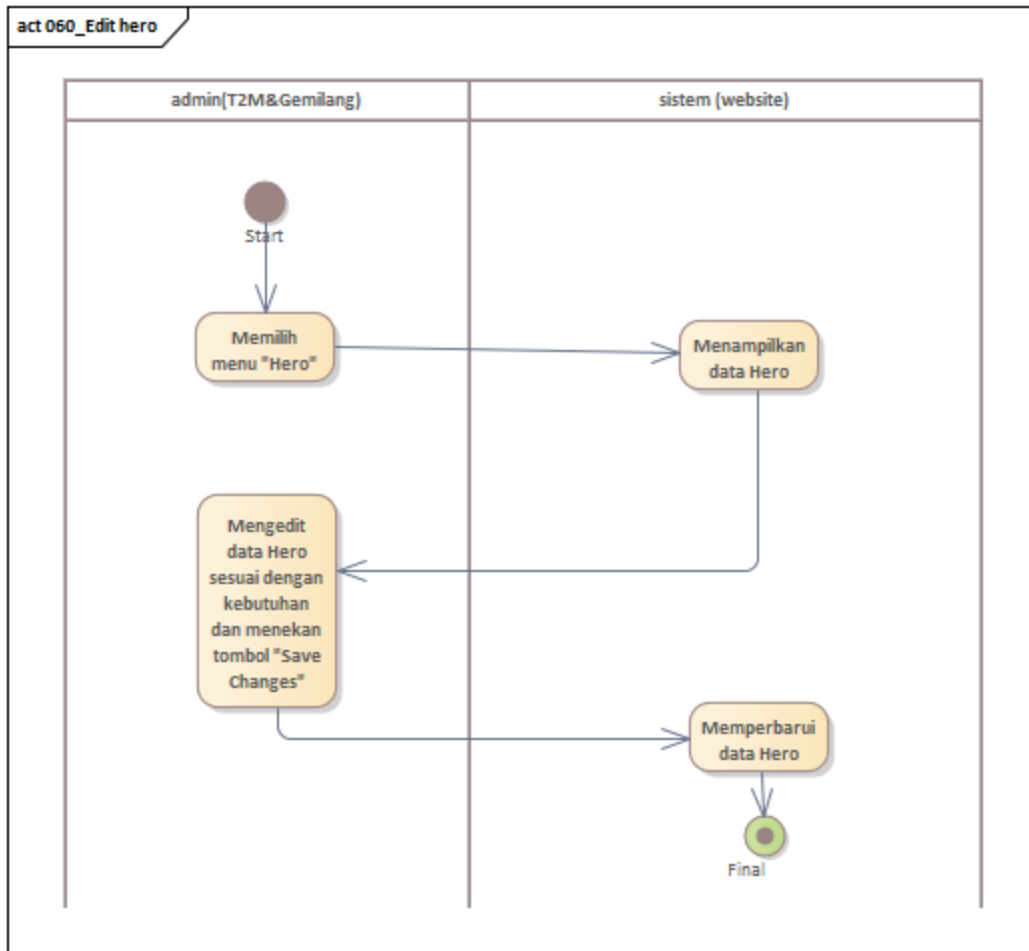 act 060_Edit hero
admin(T2M&Gemilang)
sistem (website)
Start
Memilih
menu "Hero"
Menampilkan
data Hero
Mengedit
data Hero
sesuai dengan
kebutuhan
dan menekan
tombol "Save
Changes"
Memperbarui
data Hero
Final